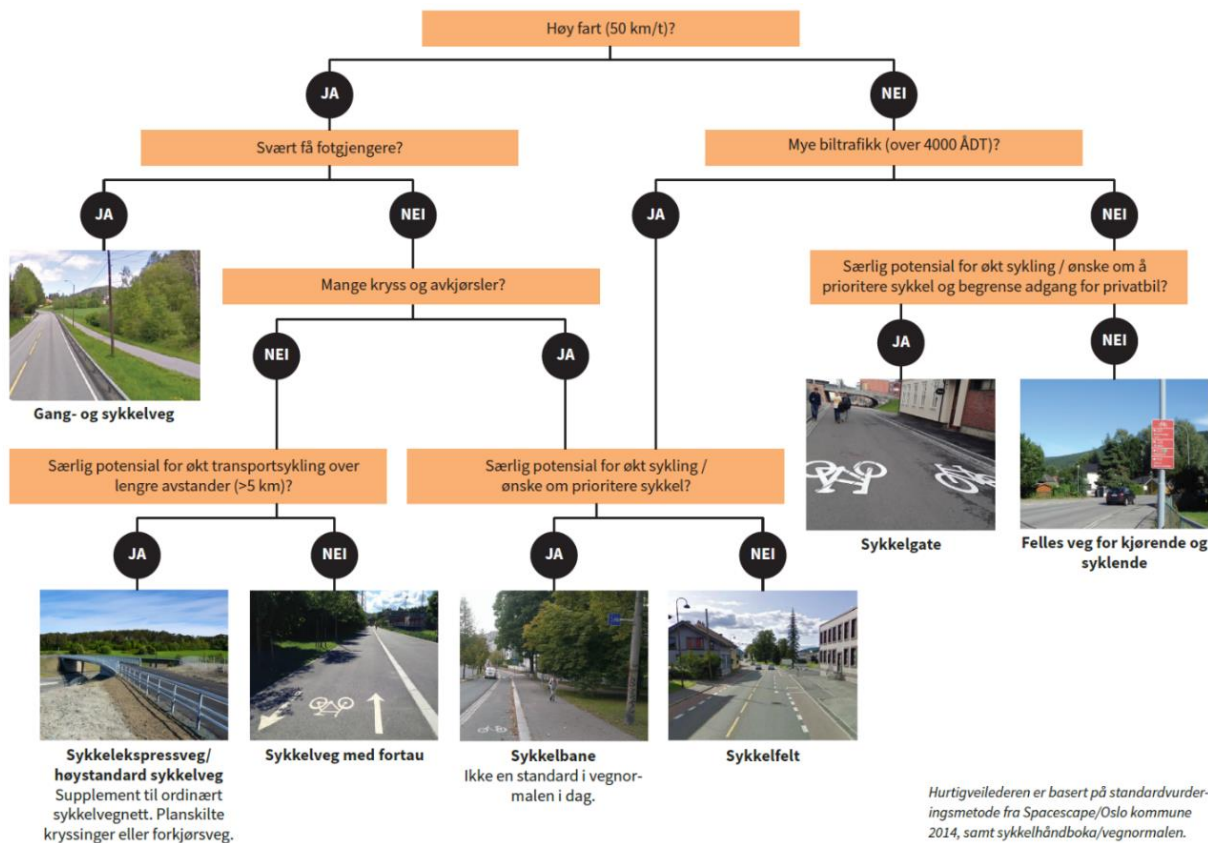 Høy fart (50 km/t)?
JA
NEI
Svært få fotgjengere?
Mye biltrafikk (over 4000 ÅDT)?
JA
NEI
JA
NEI
Mange kryss og avkjørsler?
Særlig potensial for økt sykling / ønske om å
prioritere sykkel og begrense adgang for privatbil?
NEI
JA
JA
NEI
Gang- og sykkelveg
Særlig potensial for økt transportsykling over
lengre avstander (>5 km)?
Særlig potensial for økt sykling /
ønske om prioritere sykkel?
Sykkelgate
Felles veg for kjørende og
syklende
JA
NEI
JA
NEI
Sykkelekspressveg/
høystandard sykkelveg
Supplement til ordinært
sykkelvegnett. Planskilte
kryssinger eller forkjørsveg.
Sykkelveg med fortau
Sykkelbane
Ikke en standard i vegnor-
malen i dag.
Sykkelfelt
Hurtigveilederen er basert på standardvurder-
ingsmetode fra Spacescape/Oslo kommune
2014, samt sykkelhåndboka/vegnormalen.